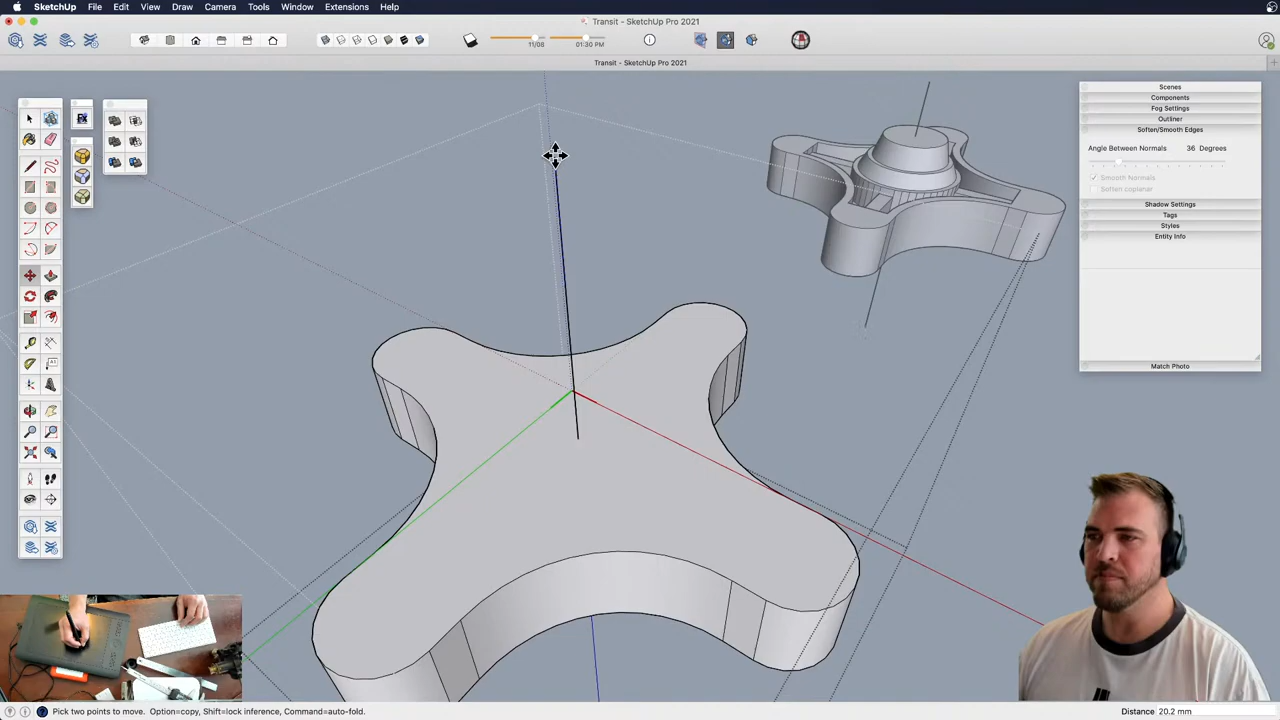 SketchUp File Edit View Camera Draw Tools Window Extensions Help
Transit - SketchUp Pro 2021
11/08 01:30 PM
Transit - SketchUp Pro 2021
Scenes
Components
Fog Settings
Outliner
Soften/Smooth Edges
Angle Between Normals 36 Degrees
Smooth Normals
Soften coplanar
Shadow Settings
Tags
Styles
Entity Info
Match Photo
Pick two points to move. Option=copy, Shift=lock inference, Command=auto-fold.
Distance 20.2 mm